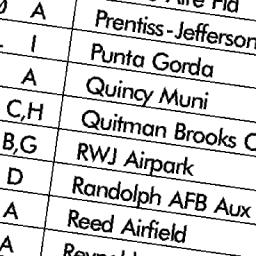 A Prentiss-Jefferson
I Punta Gorda
A Quincy Muni
C,H Quitman Brooks
B,G RWJ Airpark
D Randolph AFB Aux
A Reed Airfield
A